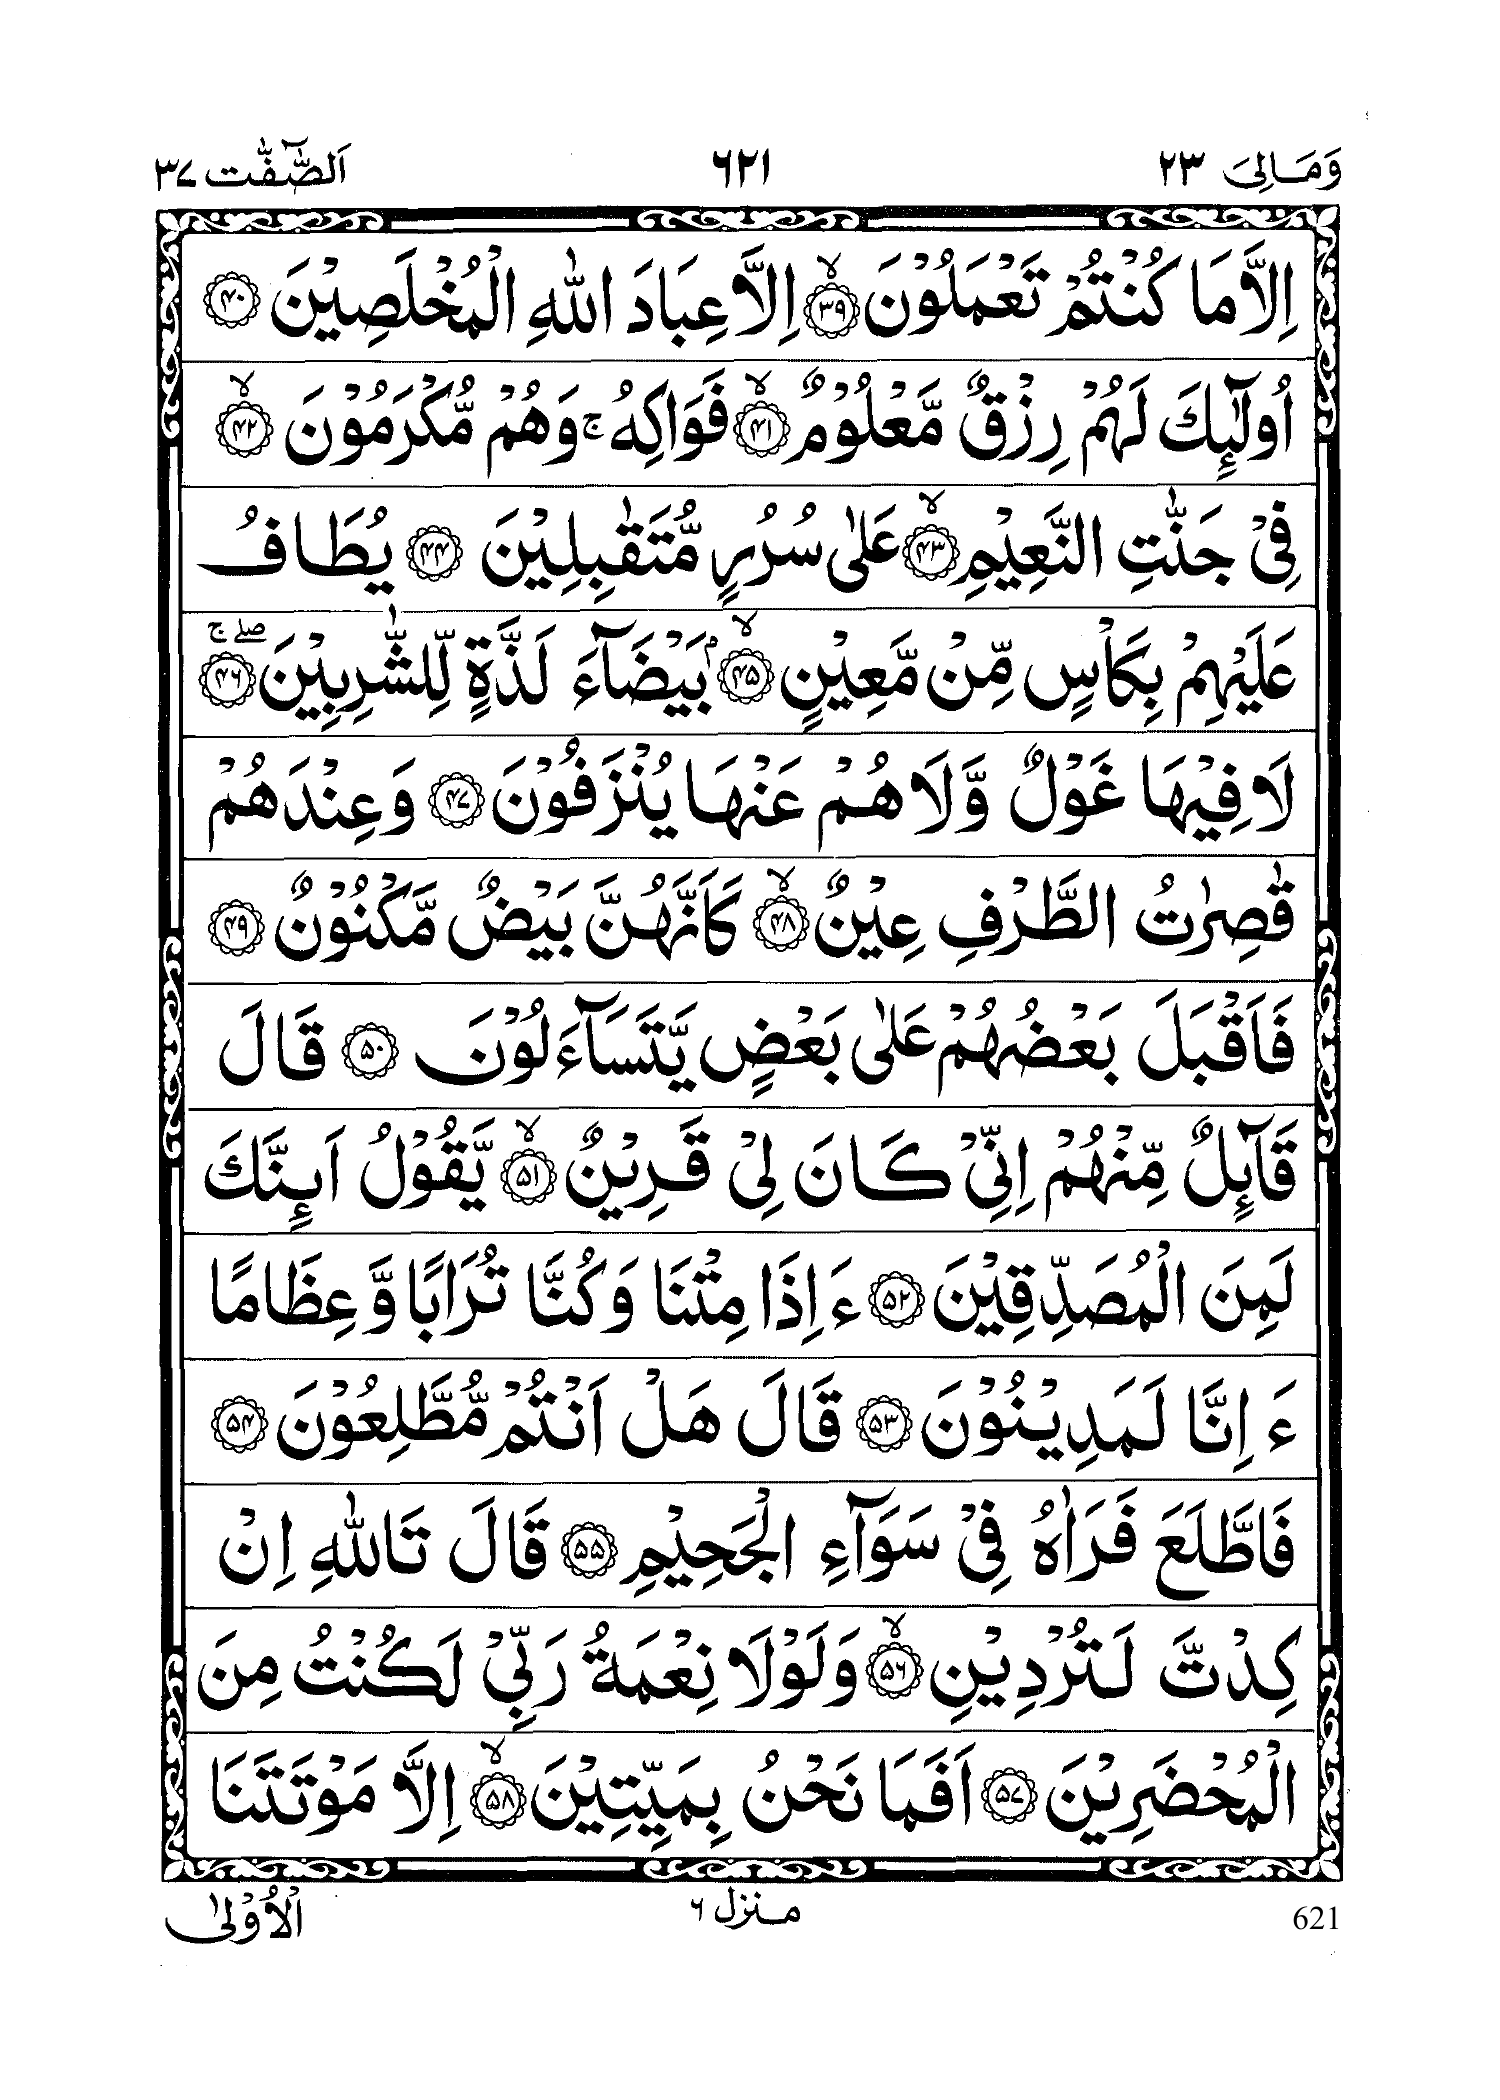 وَمَالِیَ ۲۳ ۶۲۱ اَلصّٰٓفّٰت ۳۷
اِلَّا مَا كُنْتُمْ تَعْمَلُوْنَ ۙ‏﴿۳۹﴾ اِلَّا عِبَادَ اللّٰهِ الْمُخْلَصِيْنَ ﴿۴۰﴾
اُولٰٓٮِٕكَ لَهُمْ رِزْقٌ مَّعْلُوْمٌ ۙ‏﴿۴۱﴾ فَوَاكِهُ ۚ وَهُمْ مُّكْرَمُوْنَ ۙ‏﴿۴۲﴾
فِىْ جَنّٰتِ النَّعِيْمِ ۙ‏﴿۴۳﴾ عَلٰى سُرُرٍ مُّتَقٰبِلِيْنَ ﴿۴۴﴾ يُطَافُ
عَلَيْهِمْ بِكَاْسٍ مِّنْ مَّعِيْنٍۢ ۙ‏﴿۴۵﴾ بَيْضَآءَ لَذَّةٍ لِّلشّٰرِبِيْنَ ۖۚ‏﴿۴۶﴾
لَا فِيْهَا غَوْلٌ وَّلَا هُمْ عَنْهَا يُنْزَفُوْنَ ﴿۴۷﴾ وَعِنْدَهُمْ
قٰصِرٰتُ الطَّرْفِ عِيْنٌ ۙ‏﴿۴۸﴾ كَاَنَّهُنَّ بَيْضٌ مَّكْنُوْنٌ ﴿۴۹﴾
فَاَقْبَلَ بَعْضُهُمْ عَلٰى بَعْضٍ يَّتَسَآءَلُوْنَ ﴿۵۰﴾ قَالَ
قَآٮِٕلٌ مِّنْهُمْ اِنِّىْ كَانَ لِىْ قَرِيْنٌ ۙ‏﴿۵۱﴾ يَّقُوْلُ اَٮِٕنَّكَ
لَمِنَ الْمُصَدِّقِيْنَ ﴿۵۲﴾ ءَاِذَا مِتْنَا وَكُنَّا تُرَابًا وَّعِظَامًا
ءَاِنَّا لَمَدِيْنُوْنَ ﴿۵۳﴾ قَالَ هَلْ اَنْتُمْ مُّطَّلِعُوْنَ ﴿۵۴﴾
فَاطَّلَعَ فَرَاٰهُ فِىْ سَوَآءِ الْجَحِيْمِ ﴿۵۵﴾ قَالَ تَاللّٰهِ اِنْ
كِدْتَّ لَتُرْدِيْنِ ۙ‏﴿۵۶﴾ وَلَوْلَا نِعْمَةُ رَبِّىْ لَكُنْتُ مِنَ
الْمُحْضَرِيْنَ ﴿۵۷﴾ اَفَمَا نَحْنُ بِمَيِّتِيْنَ ۙ‏﴿۵۸﴾ اِلَّا مَوْتَتَنَا
621 منزل ۶ الْاُوْلٰى